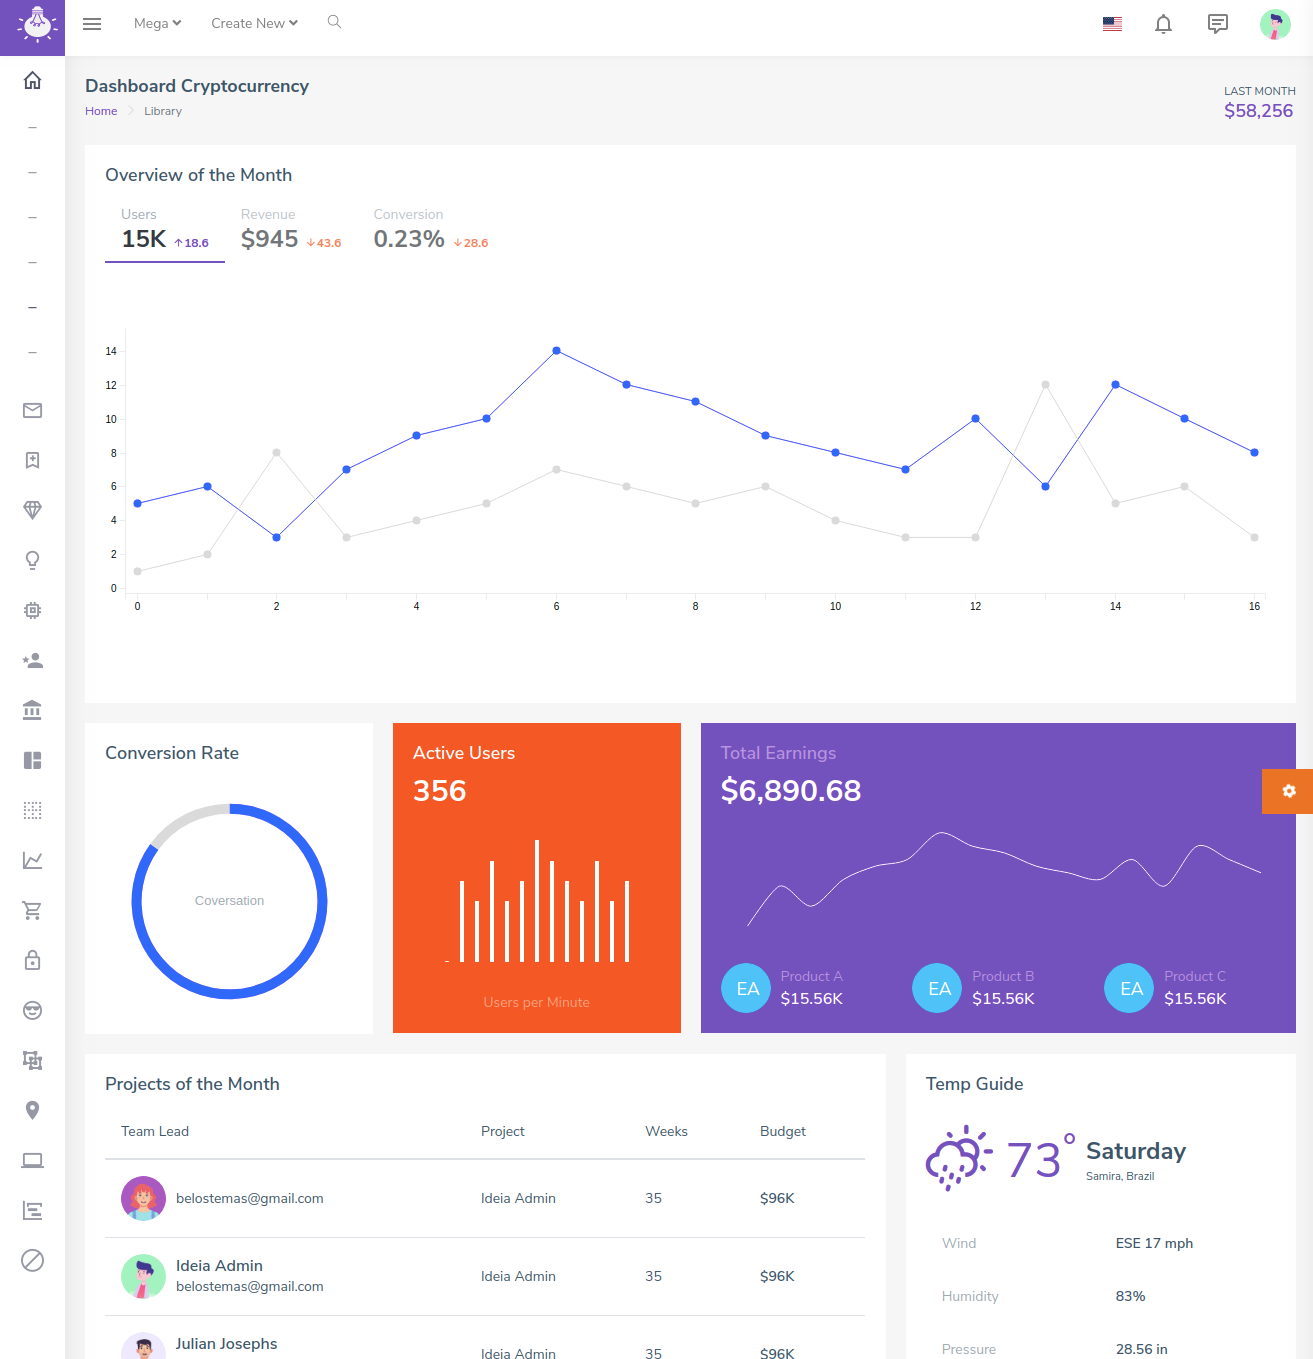 Mega Create New
Dashboard Cryptocurrency
Home Library
LAST MONTH
$58,256
Overview of the Month
Users Revenue Conversion
15K 18.6 $945 43.6 0.23% 28.6
14
12
10
8
6
4
2
0
0 2 4 6 8 10 12 14 16
Conversion Rate
Coversation
Active Users
356
Users per Minute
Total Earnings
$6,890.68
EA Product A $15.56K
EA Product B $15.56K
EA Product C $15.56K
Projects of the Month
Team Lead Project Weeks Budget
belostemas@gmail.com Ideia Admin 35 $96K
Ideia Admin
belostemas@gmail.com Ideia Admin 35 $96K
Julian Josephs
Ideia Admin 35 $96K
Temp Guide
73° Saturday
Samira, Brazil
Wind ESE 17 mph
Humidity 83%
Pressure 28.56 in